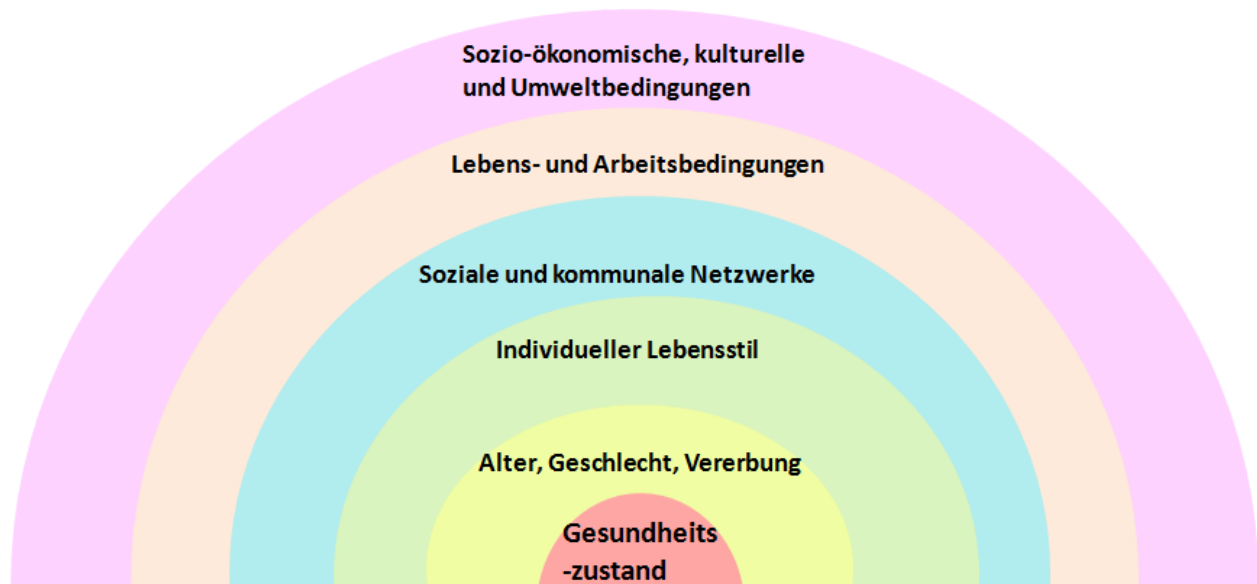 Sozio-ökonomische, kulturelle
und Umweltbedingungen
Lebens- und Arbeitsbedingungen
Soziale und kommunale Netzwerke
Individueller Lebensstil
Alter, Geschlecht, Vererbung
Gesundheits
-zustand